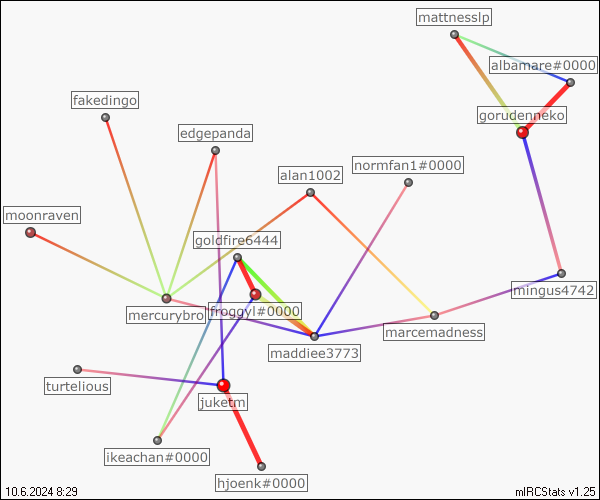 mattnesslp
albamare#0000
fakedingo
gorudenneko
edgepanda
normfan1#0000
alan1002
moonraven
goldfire6444
mingus4742
froggyl#0000
mercurybro
marcemadness
maddiee3773
turtelious
juketm
ikeachan#0000
hjoenk#0000
10.6.2024 8:29
mIRCStats v1.25